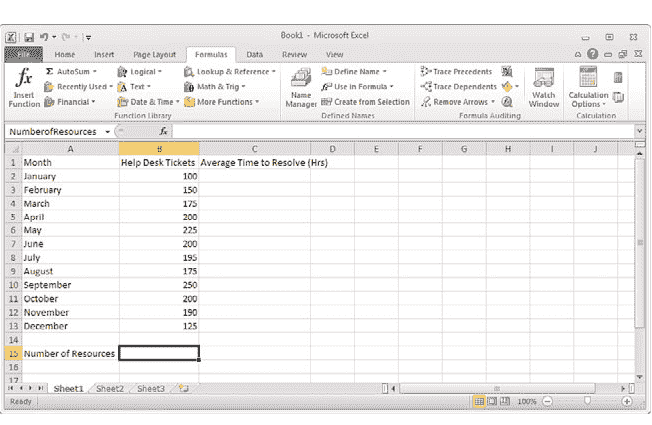 Book1 - Microsoft Excel
File Home Insert Page Layout Formulas Data Review View
fx Insert Function
Σ AutoSum
Recently Used
Financial
Logical
Text
Date & Time
Lookup & Reference
Math & Trig
More Functions
Function Library
Name Manager
Define Name
Use in Formula
Create from Selection
Defined Names
Trace Precedents
Trace Dependents
Remove Arrows
Formula Auditing
Watch Window
Calculation Options
Calculation
NumberofResources fx
A B C D E F G H I J
1 Month Help Desk Tickets Average Time to Resolve (Hrs)
2 January 100
3 February 150
4 March 175
5 April 200
6 May 225
7 June 200
8 July 195
9 August 175
10 September 250
11 October 200
12 November 190
13 December 125
14
15 Number of Resources
16
17
Sheet1 Sheet2 Sheet3
Ready 100%